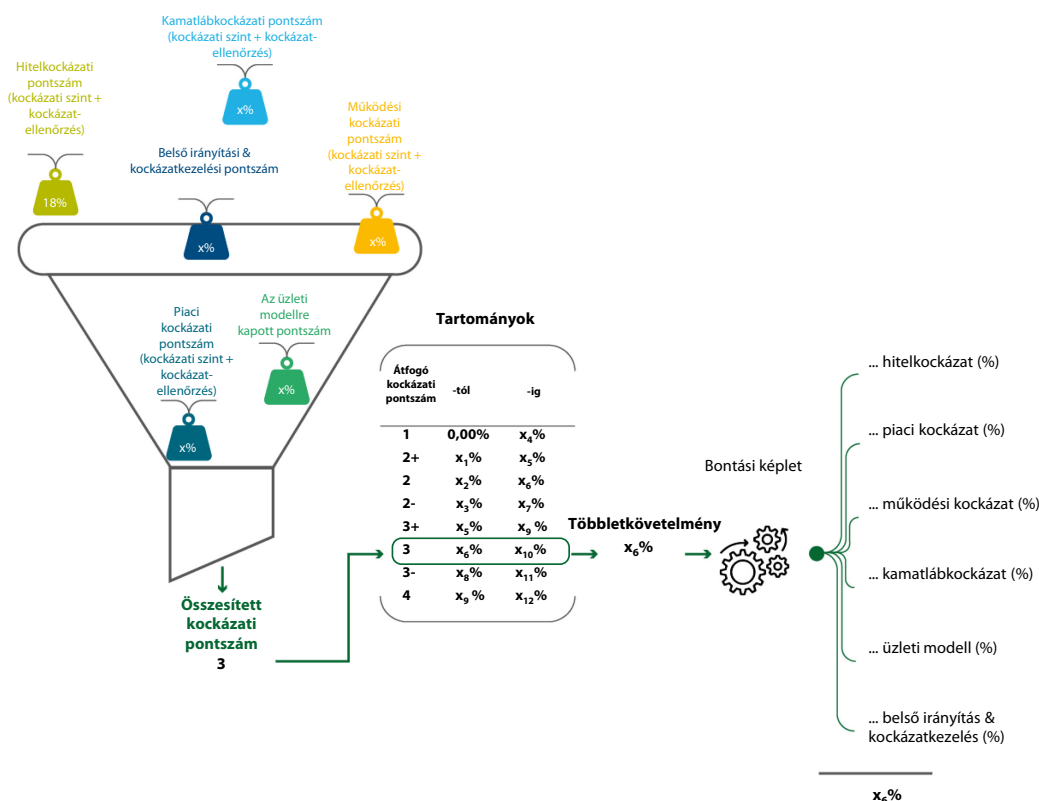 Kamatlábkockázati pontszám
(kockázati szint + kockázat-
ellenőrzés)
x%
Hitelkockázati
pontszám
(kockázati szint +
kockázat-
ellenőrzés)
18%
Belső irányítási &
kockázatkezelési pontszám
x%
Működési
kockázati
pontszám
(kockázati szint +
kockázat-
ellenőrzés)
x%
Piaci
kockázati
pontszám
(kockázati szint +
kockázat-
ellenőrzés)
x%
Az üzleti
modellre
kapott pontszám
x%
Összesített
kockázati
pontszám
3
Tartományok
Átfogó
kockázati
pontszám -tól -ig
1 0,00% x₄%
2+ x₁% x₅%
2 x₂% x₆%
2- x₃% x₇%
3+ x₅% x₉ %
3 x₆% x₁₀%
3- x₈% x₁₁%
4 x₉ % x₁₂%
Többletkövetelmény
x₆%
Bontási képlet
... hitelkockázat (%)
... piaci kockázat (%)
... működési kockázat (%)
... kamatlábkockázat (%)
... üzleti modell (%)
... belső irányítás &
kockázatkezelés (%)
x₆%